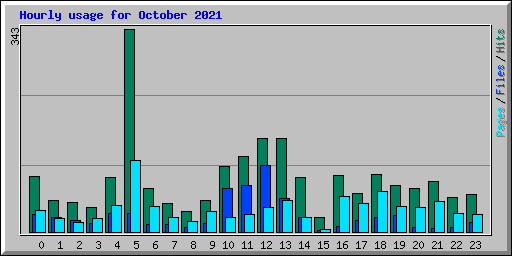 Hourly usage for October 2021
343
Pages/Files/Hits
0 1 2 3 4 5 6 7 8 9 10 11 12 13 14 15 16 17 18 19 20 21 22 23